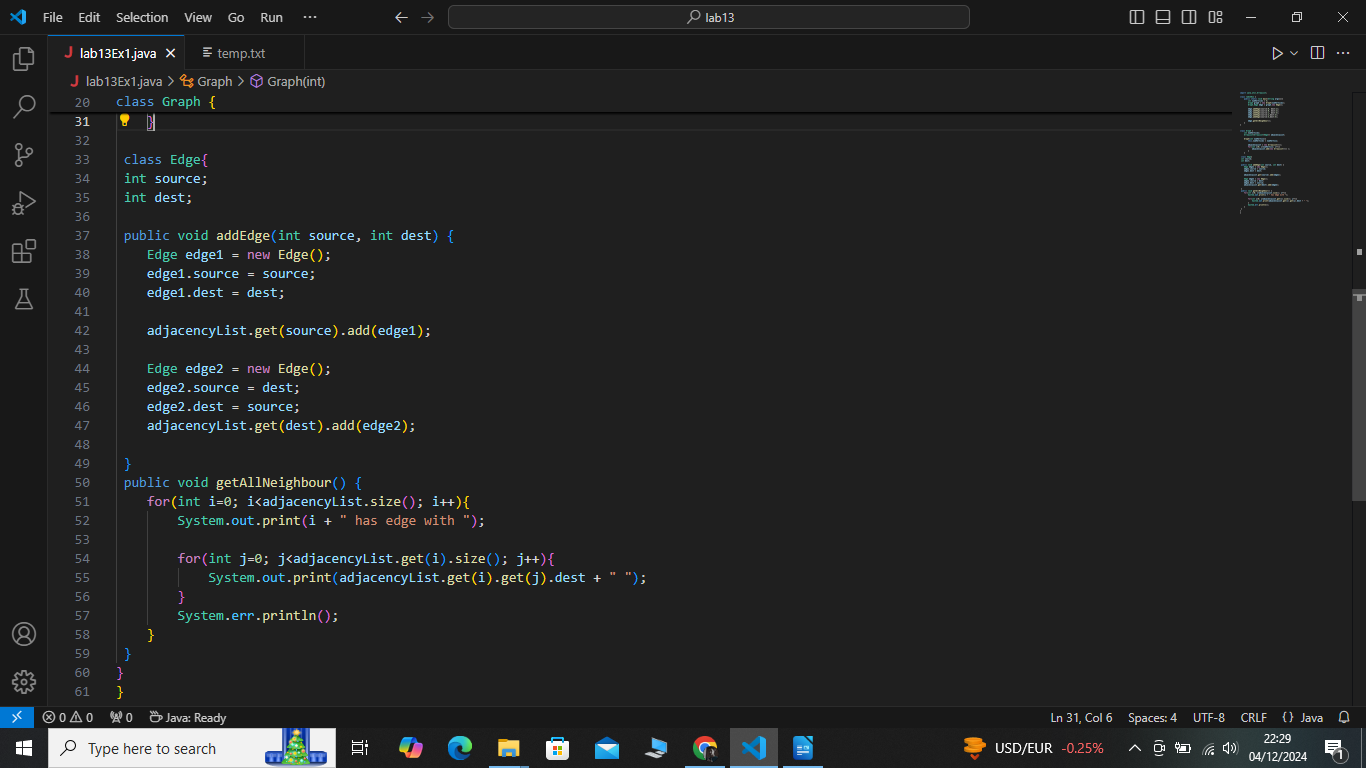 File Edit Selection View Go Run ··· lab13
lab13Ex1.java temp.txt
lab13Ex1.java > Graph > Graph(int)
20 class Graph {
31 }
32
33 class Edge{
34 int source;
35 int dest;
36
37 public void addEdge(int source, int dest) {
38 Edge edge1 = new Edge();
39 edge1.source = source;
40 edge1.dest = dest;
41
42 adjacencyList.get(source).add(edge1);
43
44 Edge edge2 = new Edge();
45 edge2.source = dest;
46 edge2.dest = source;
47 adjacencyList.get(dest).add(edge2);
48
49 }
50 public void getAllNeighbour() {
51 for(int i=0; i<adjacencyList.size(); i++){
52 System.out.print(i + " has edge with ");
53
54 for(int j=0; j<adjacencyList.get(i).size(); j++){
55 System.out.print(adjacencyList.get(i).get(j).dest + " ");
56 }
57 System.err.println();
58 }
59 }
60 }
61 }
0 0 0 Java: Ready Ln 31, Col 6 Spaces: 4 UTF-8 CRLF {} Java
Type here to search USD/EUR -0.25% 22:29
04/12/2024 1